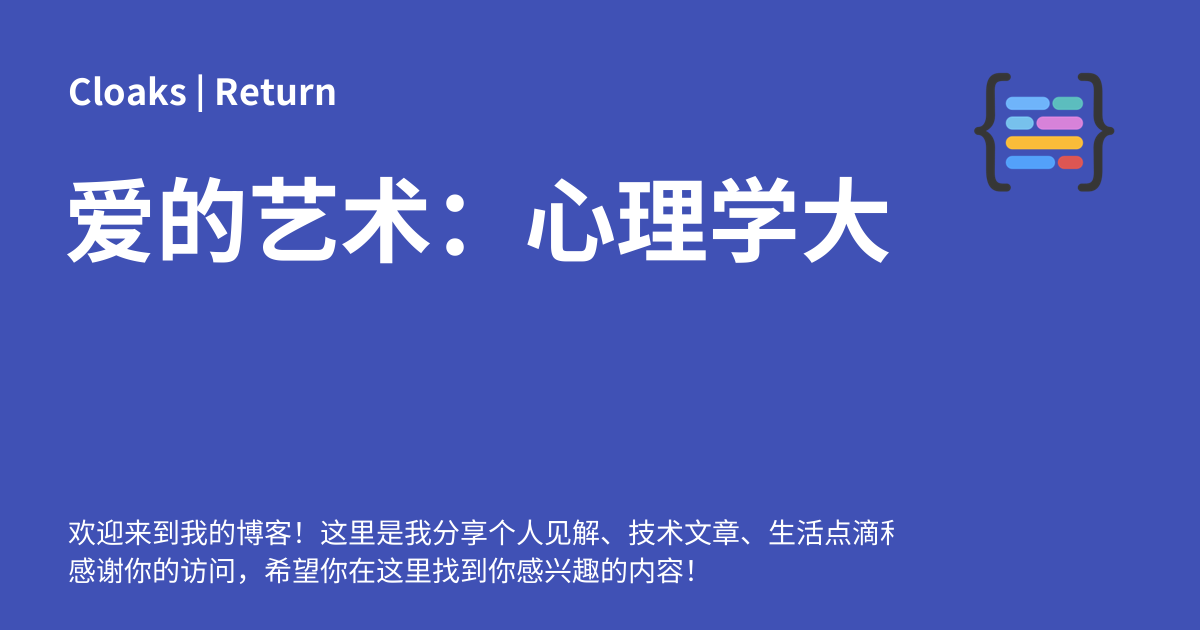 Cloaks | Return
爱的艺术：心理学大
欢迎来到我的博客！这里是我分享个人见解、技术文章、生活点滴和
感谢你的访问，希望你在这里找到你感兴趣的内容！